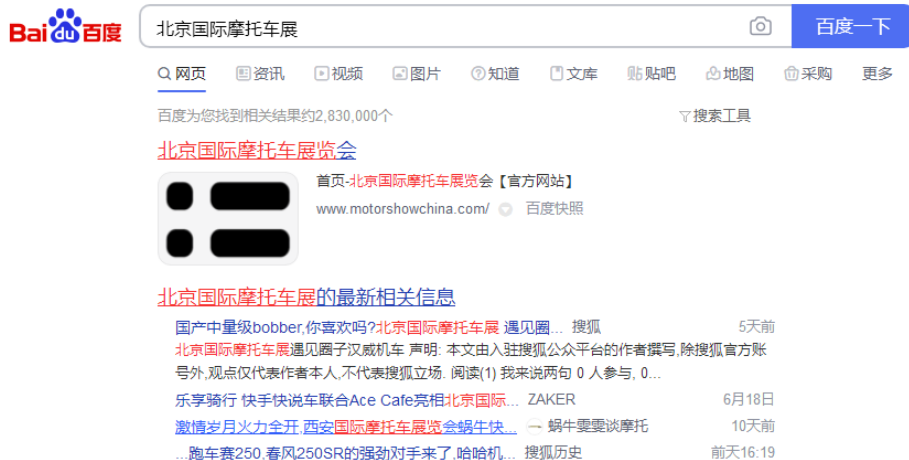 Bai du 百度 北京国际摩托车展 百度一下
网页 资讯 视频 图片 知道 文库 贴吧 地图 采购 更多
百度为您找到相关结果约2,830,000个 搜索工具
北京国际摩托车展览会
首页-北京国际摩托车展览会【官方网站】
www.motorshowchina.com/ 百度快照
北京国际摩托车展的最新相关信息
国产中量级bobber,你喜欢吗?北京国际摩托车展 遇见圈... 搜狐 5天前
北京国际摩托车展遇见圈子汉威机车 声明: 本文由入驻搜狐公众平台的作者撰写,除搜狐官方账
号外,观点仅代表作者本人,不代表搜狐立场. 阅读(1) 我来说两句 0 人参与, 0...
乐享骑行 快手快说车联合Ace Cafe亮相北京国际... ZAKER 6月18日
激情岁月火力全开,西安国际摩托车展览会蜗牛快... 蜗牛雯雯谈摩托 10天前
...跑车赛250,春风250SR的强劲对手来了,哈哈机... 搜狐历史 前天16:19